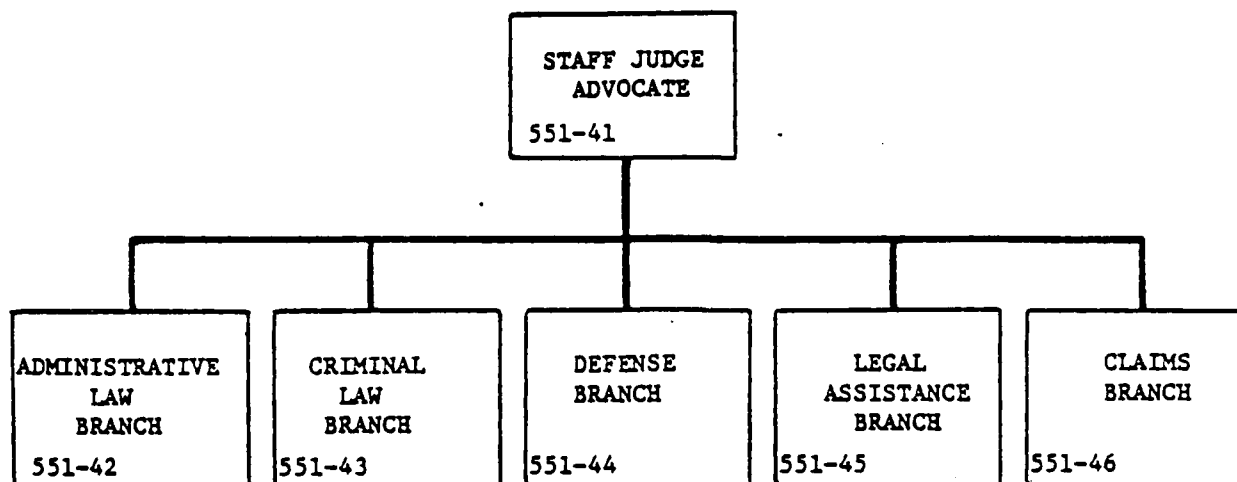 STAFF JUDGE
ADVOCATE
551-41
ADMINISTRATIVE
LAW
BRANCH
551-42
CRIMINAL
LAW
BRANCH
551-43
DEFENSE
BRANCH
551-44
LEGAL
ASSISTANCE
BRANCH
551-45
CLAIMS
BRANCH
551-46